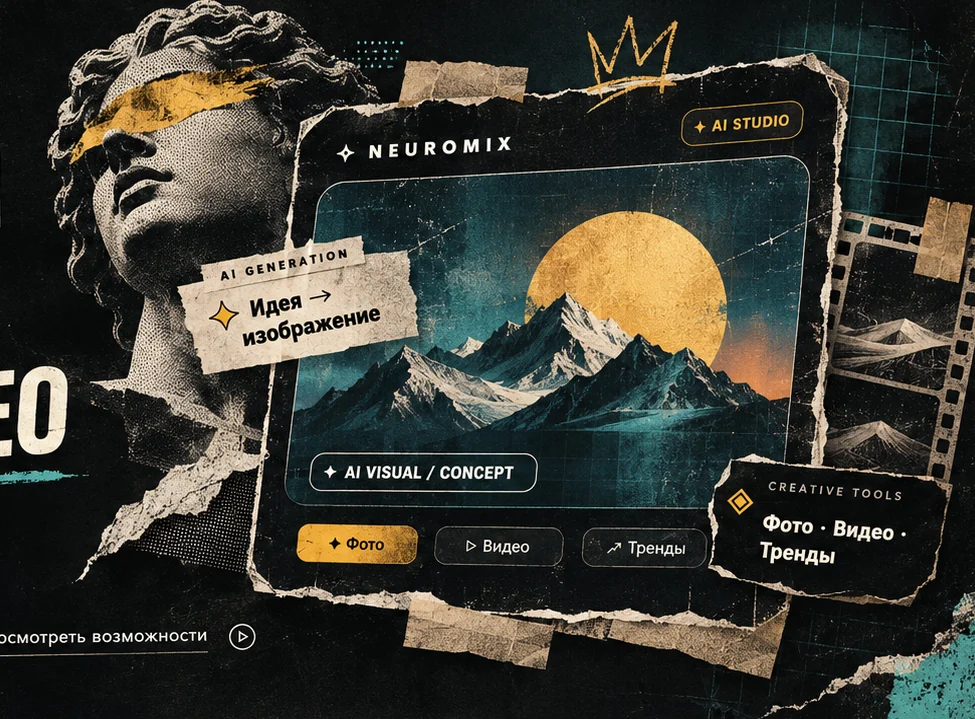 NEUROMIX
AI STUDIO
AI GENERATION
Идея →
изображение
ЕО
AI VISUAL / CONCEPT
Фото
Видео
Тренды
CREATIVE TOOLS
Фото · Видео ·
Тренды
осмотреть возможности